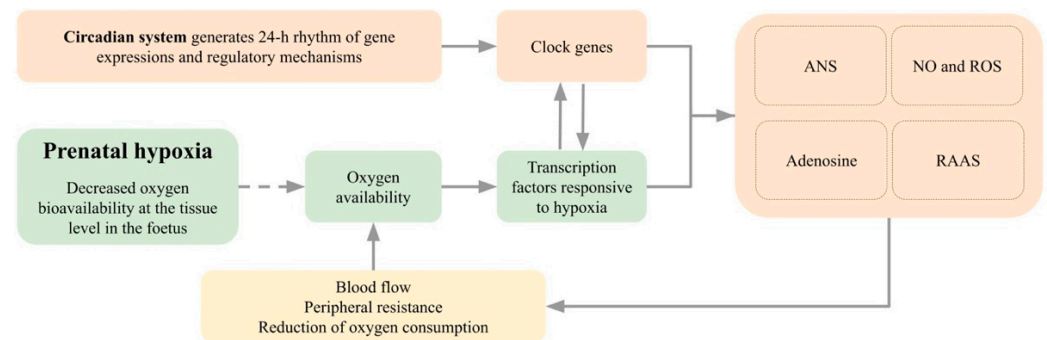 Circadian system generates 24-h rhythm of gene
expressions and regulatory mechanisms
Clock genes
ANS
NO and ROS
Adenosine
RAAS
Prenatal hypoxia
Decreased oxygen
bioavailability at the tissue
level in the foetus
Oxygen
availability
Transcription
factors responsive
to hypoxia
Blood flow
Peripheral resistance
Reduction of oxygen consumption